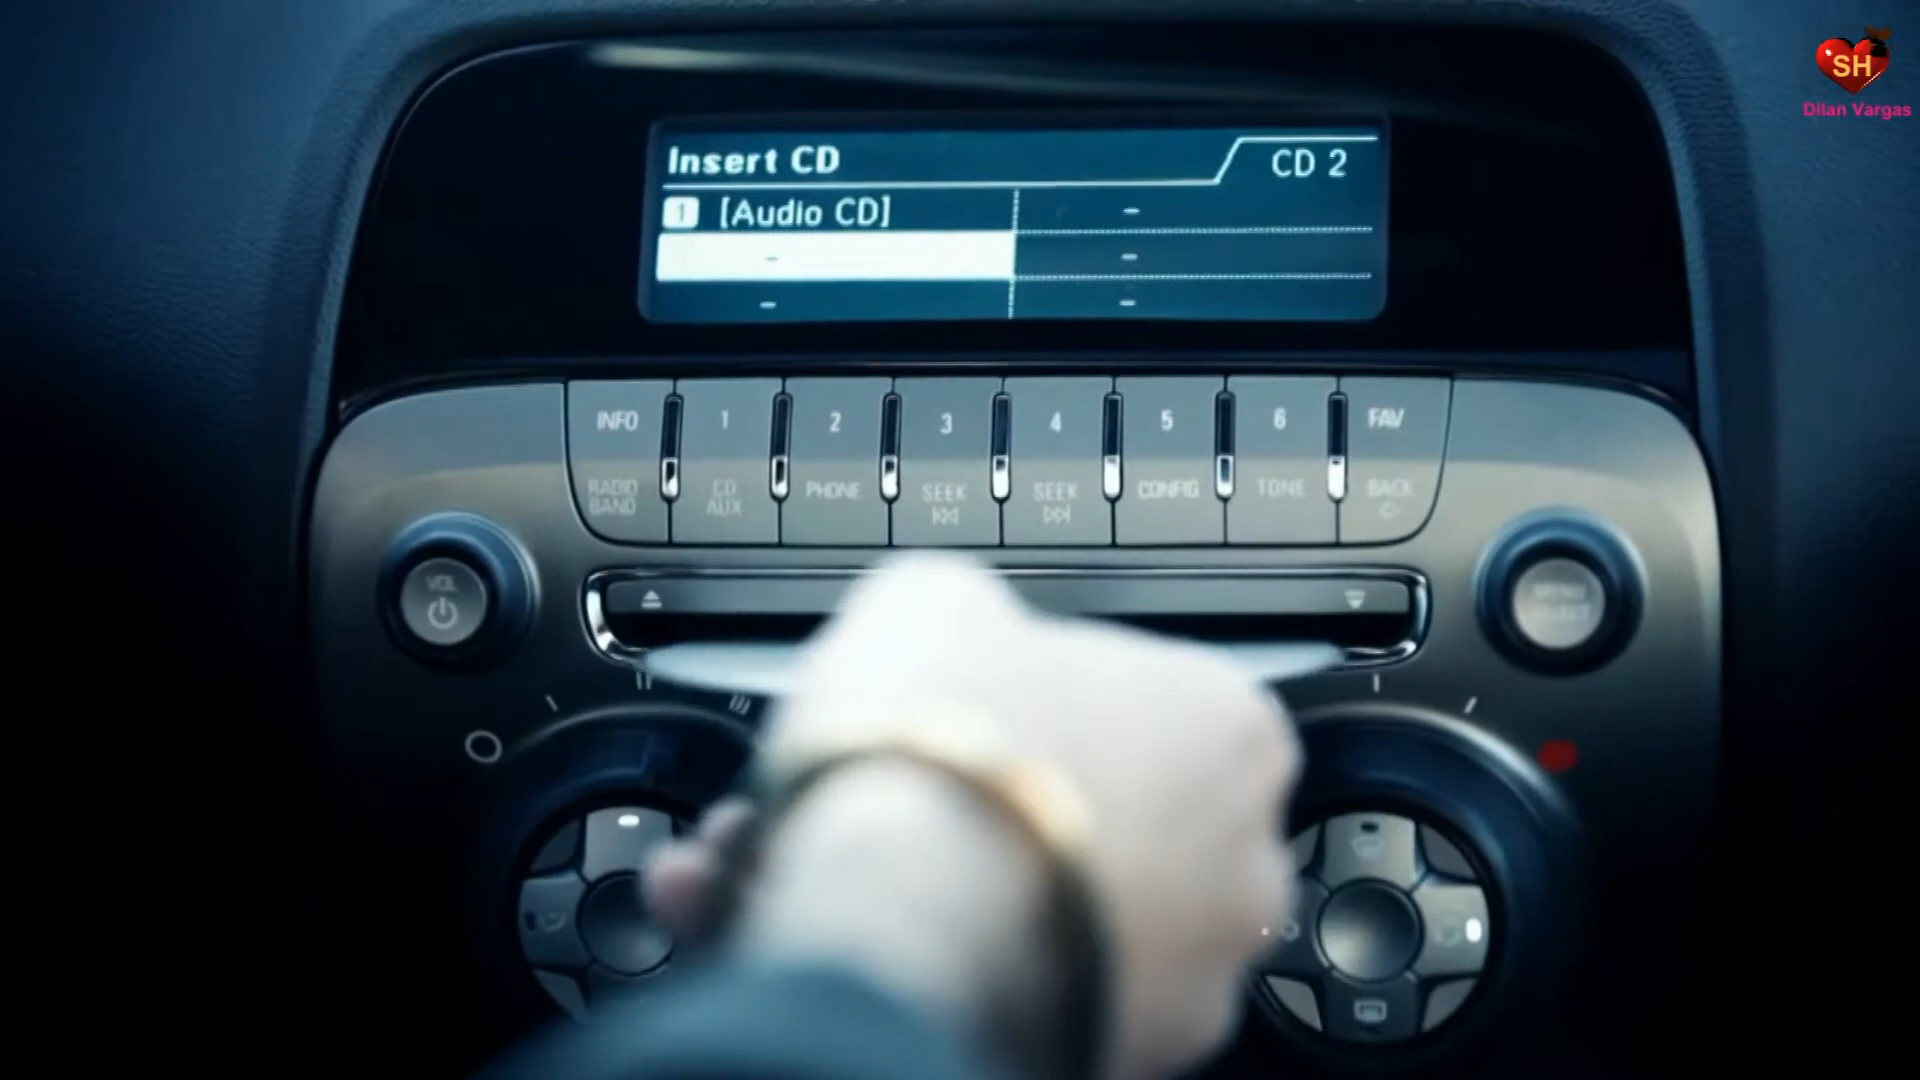 SH
Dilan Vargas
Insert CD
CD 2
1 [Audio CD]
INFO 1 2 3 4 5 6 FAV
RADIO BAND
CD AUX
PHONE
SEEK
SEEK
CONFIG
TONE
BACK
VOL
MENU